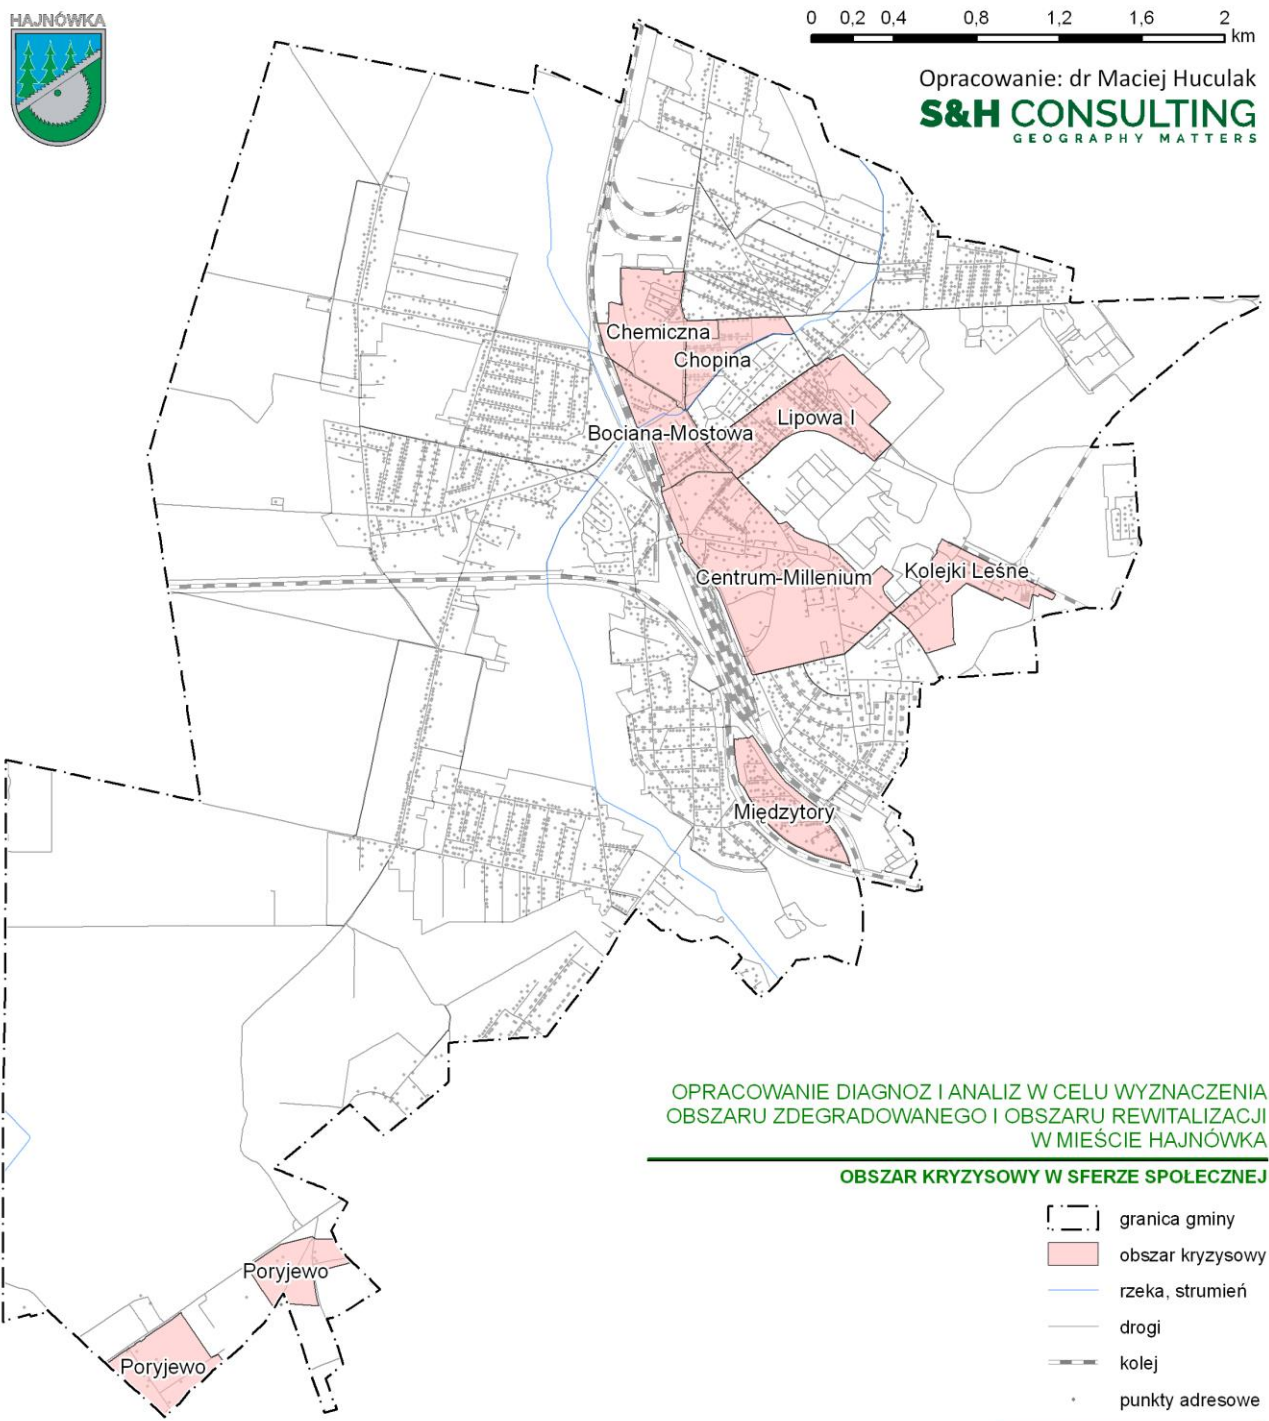 HAJNÓWKA
0 0,2 0,4 0,8 1,2 1,6 2
km
Opracowanie: dr Maciej Huculak
S&H CONSULTING
GEOGRAPHY MATTERS
Chemiczna
Chopina
Lipowa I
Bociana-Mostowa
Centrum-Millenium
Kolejki Leśne
Międzytory
Poryjewo
Poryjewo
OPRACOWANIE DIAGNOZ I ANALIZ W CELU WYZNACZENIA
OBSZARU ZDEGRADOWANEGO I OBSZARU REWITALIZACJI
W MIEŚCIE HAJNÓWKA
OBSZAR KRYZYSOWY W SFERZE SPOŁECZNEJ
granica gminy
obszar kryzysowy
rzeka, strumień
drogi
kolej
punkty adresowe